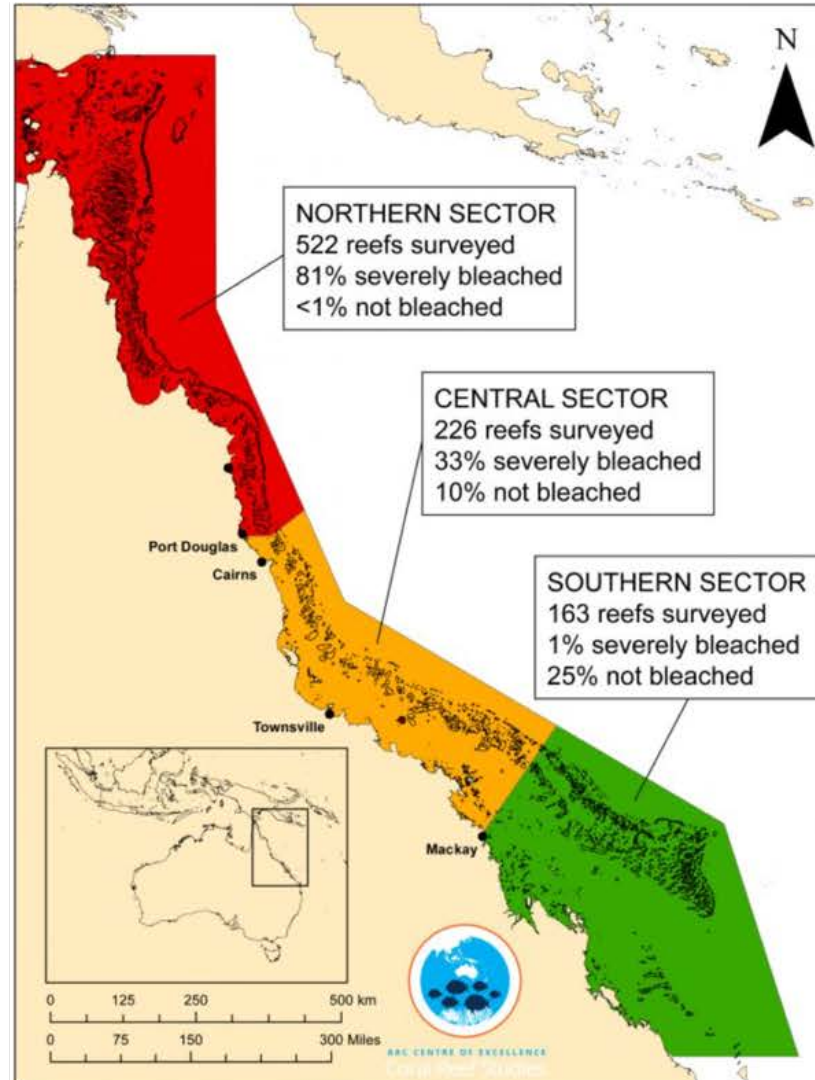 N
NORTHERN SECTOR
522 reefs surveyed
81% severely bleached
<1% not bleached
CENTRAL SECTOR
226 reefs surveyed
33% severely bleached
10% not bleached
Port Douglas
Cairns
SOUTHERN SECTOR
163 reefs surveyed
1% severely bleached
25% not bleached
Townsville
Mackay
0 125 250 500 km
0 75 150 300 Miles
ARC CENTRE OF EXCELLENCE
Coral Reef Studies